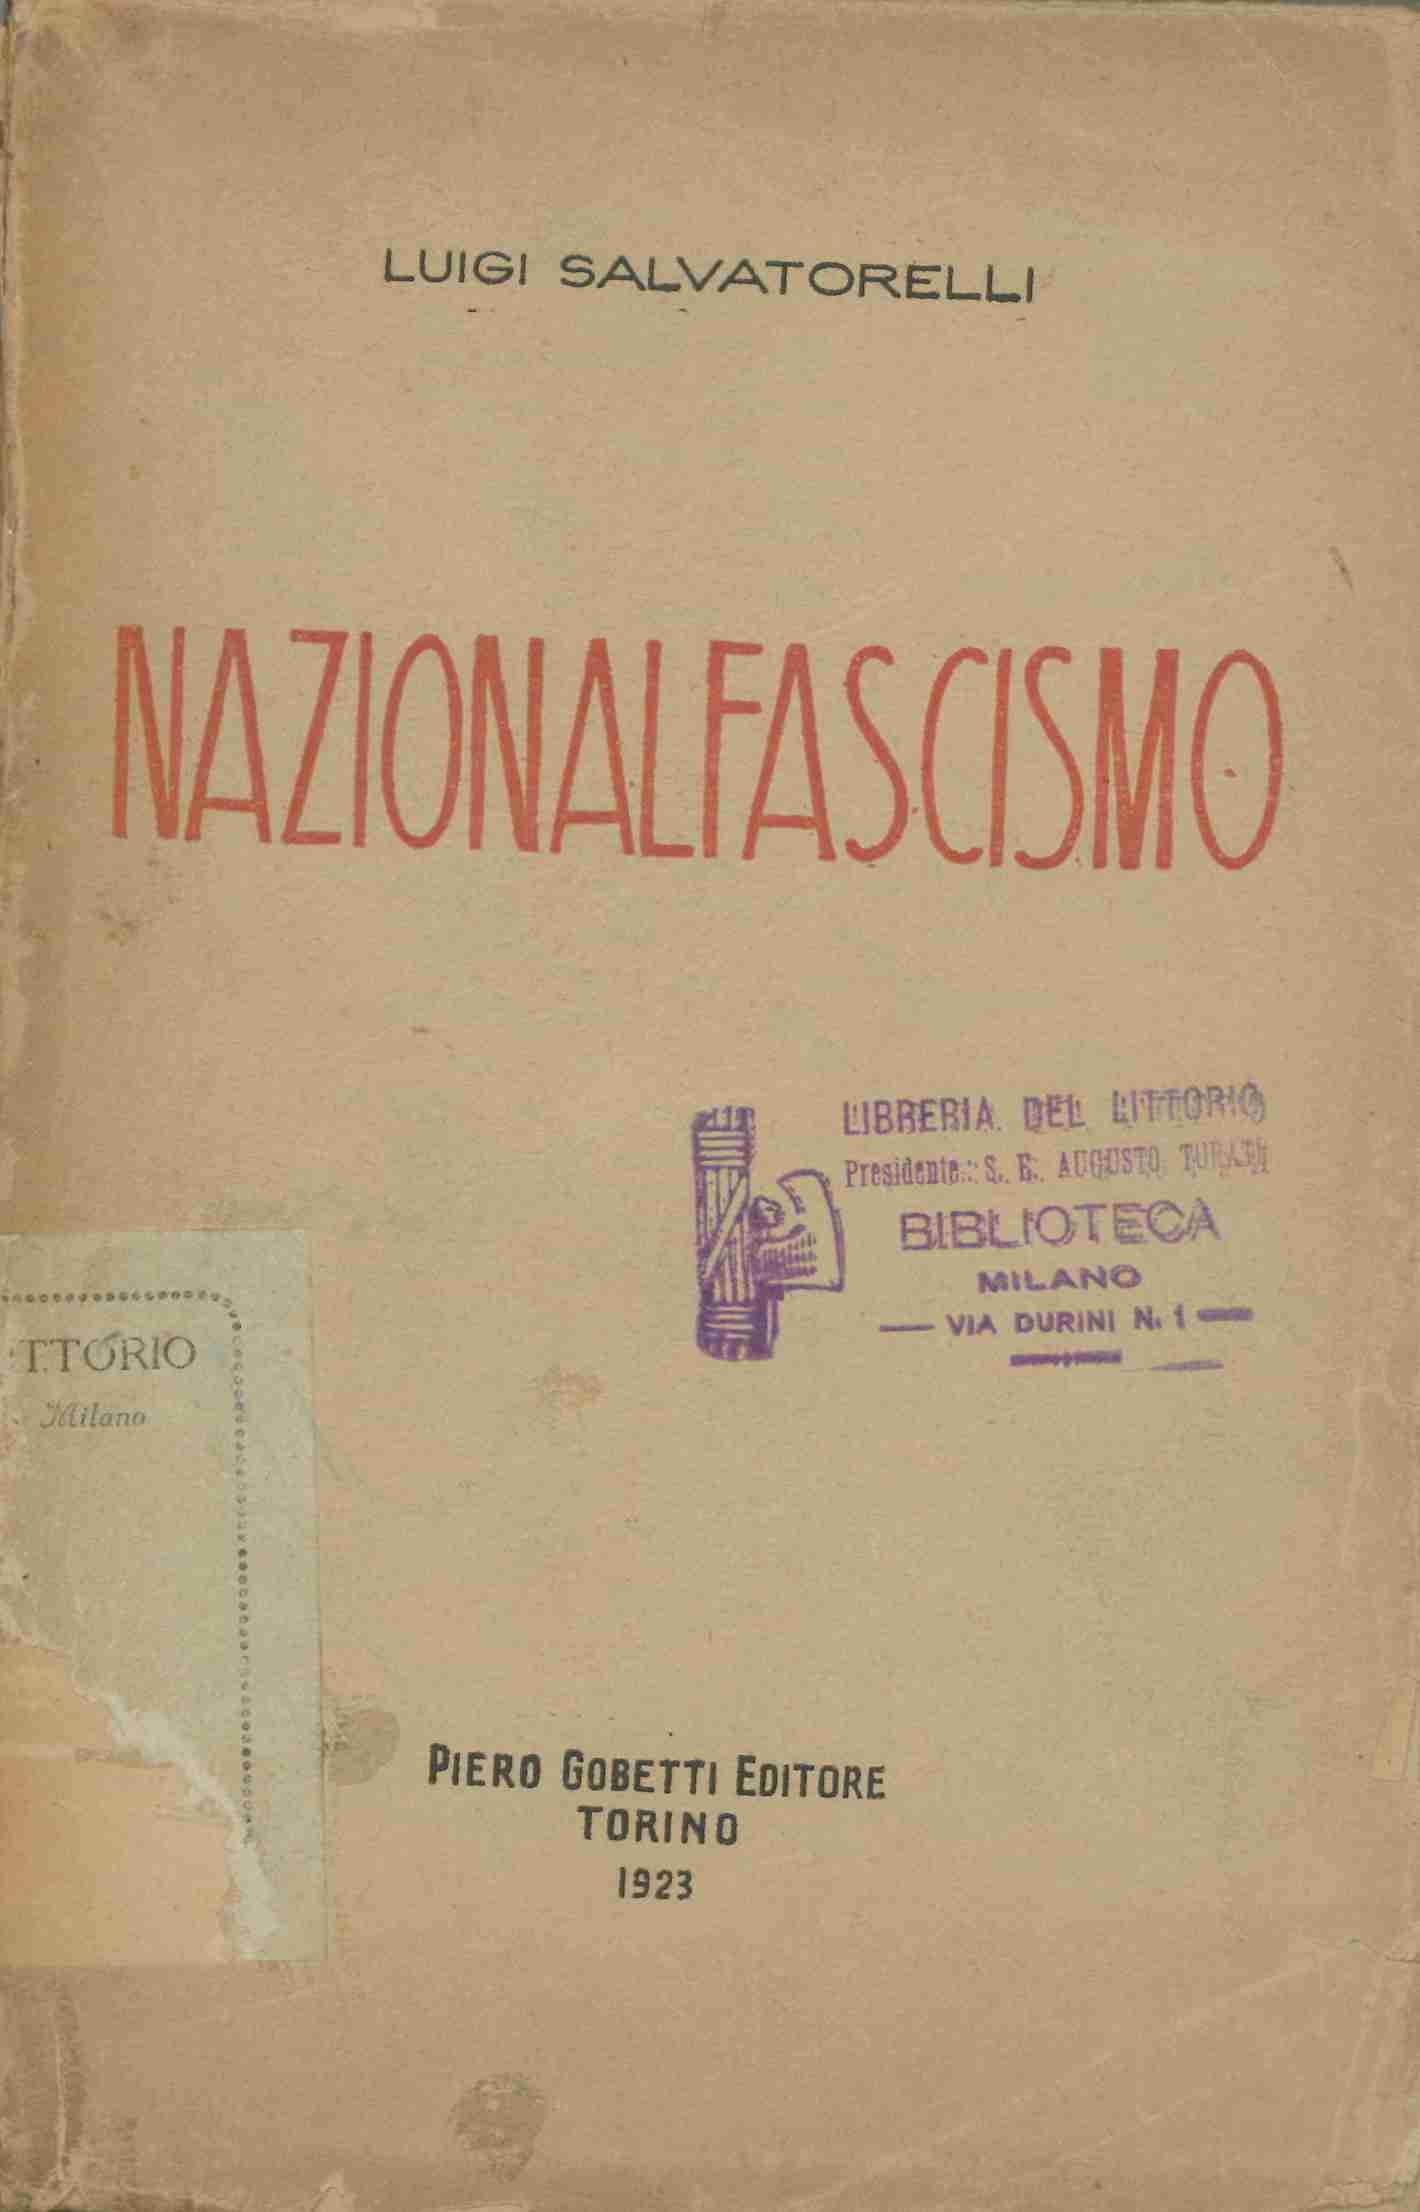 LUIGI SALVATORELLI
NAZIONALFASCISMO
LIBRERIA DEL LITTORIO
Presidente: S. E. AUGUSTO TURATI
BIBLIOTECA
MILANO
VIA DURINI N. 1
TTORIO
Milano
PIERO GOBETTI EDITORE
TORINO
1923